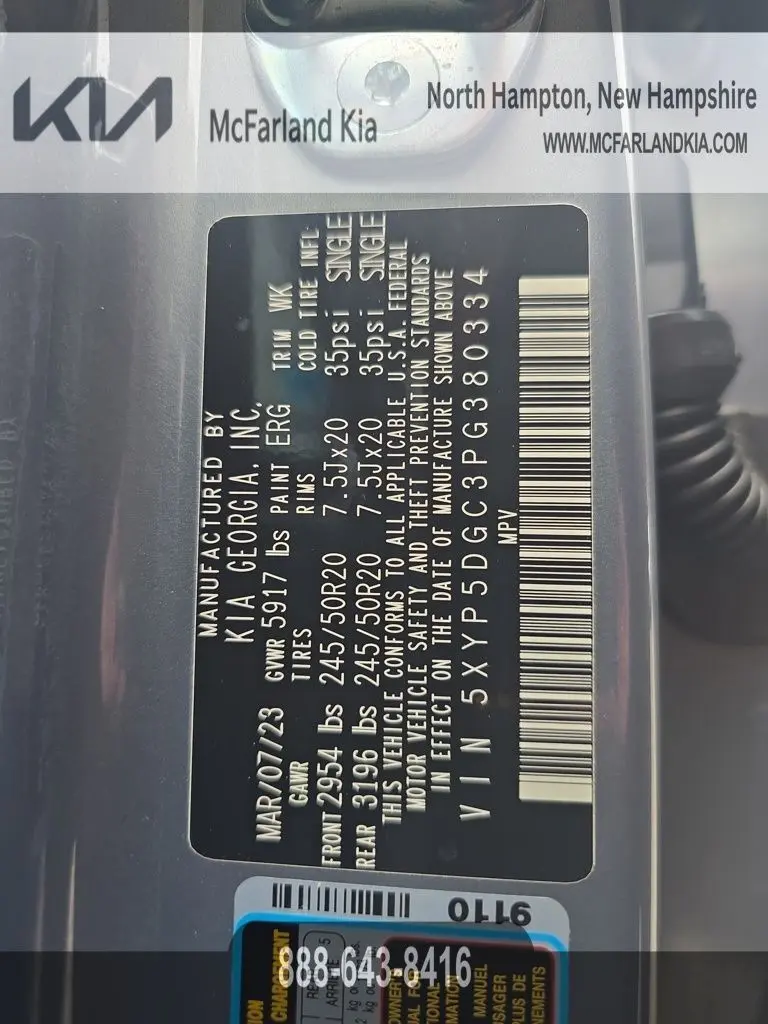 KIA
McFarland Kia
North Hampton, New Hampshire
WWW.MCFARLANDKIA.COM
MANUFACTURED BY
KIA GEORGIA, INC.
MAR/07/23 GVWR 5917 lbs PAINT ERG TRIM WK
GAWR TIRES RIMS COLD TIRE INFL
FRONT 2954 lbs 245/50R20 7.5Jx20 35psi SINGLE
REAR 3196 lbs 245/50R20 7.5Jx20 35psi SINGLE
THIS VEHICLE CONFORMS TO ALL APPLICABLE U.S.A. FEDERAL
MOTOR VEHICLE SAFETY AND THEFT PREVENTION STANDARDS
IN EFFECT ON THE DATE OF MANUFACTURE SHOWN ABOVE
VIN 5XYP5DGC3PG380334
MPV
9110
CHARGEMENT
MANUEL
PLUS DE
888-643-8416